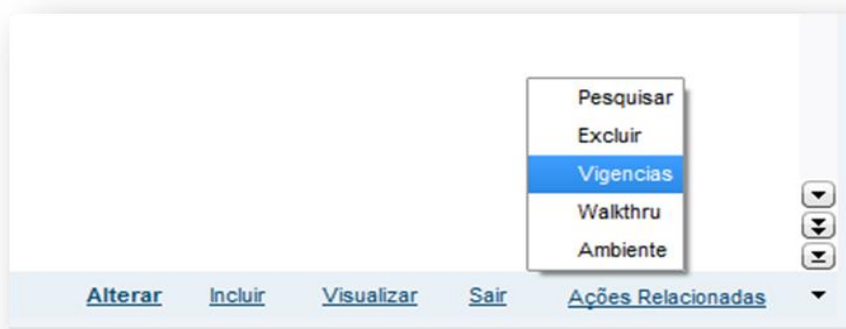 Pesquisar
Excluir
Vigencias
Walkthru
Ambiente
Alterar Incluir Visualizar Sair Ações Relacionadas